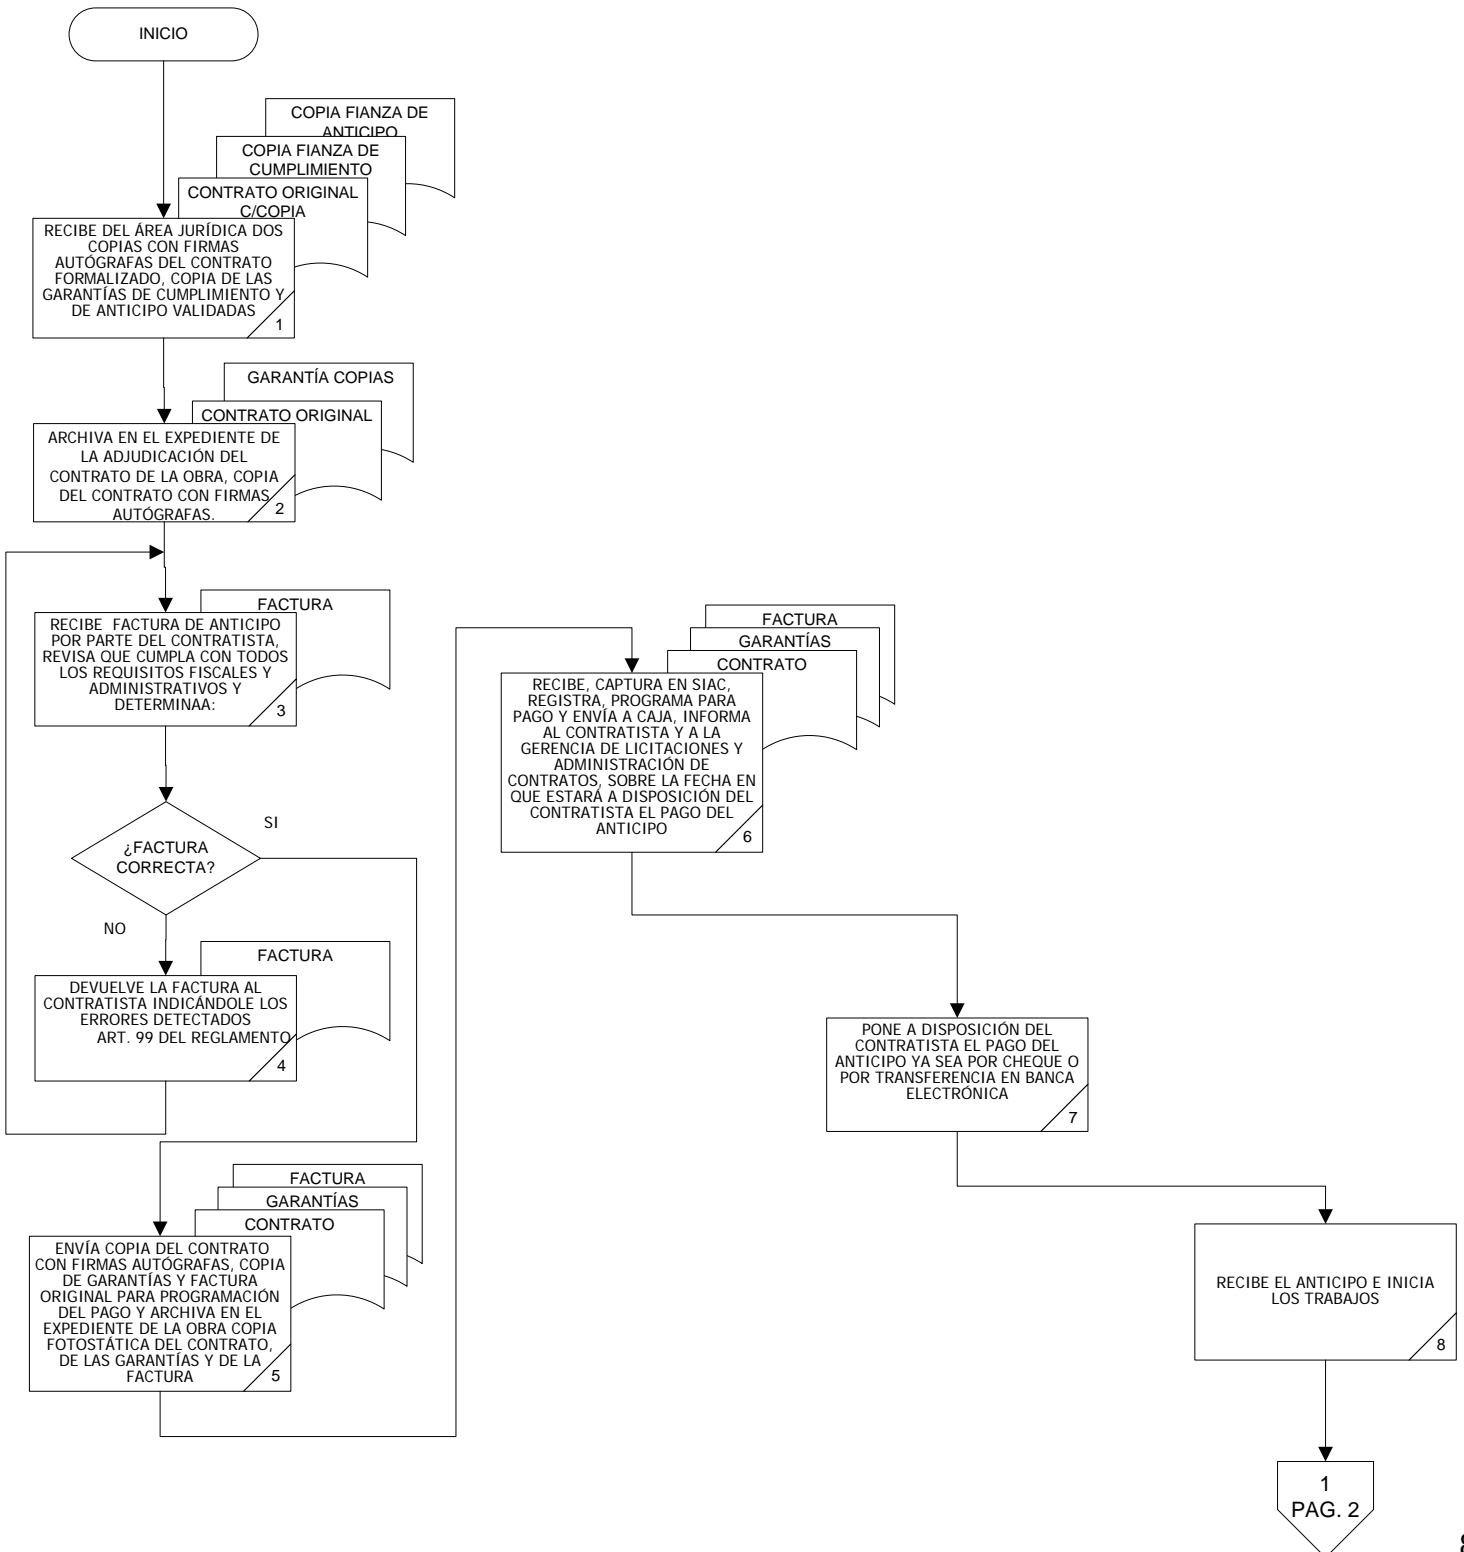 INICIO
COPIA FIANZA DE
ANTICIPO
COPIA FIANZA DE
CUMPLIMIENTO
CONTRATO ORIGINAL
C/COPIA
RECIBE DEL ÁREA JURÍDICA DOS
COPIAS CON FIRMAS
AUTÓGRAFAS DEL CONTRATO
FORMALIZADO, COPIA DE LAS
GARANTÍAS DE CUMPLIMIENTO Y
DE ANTICIPO VALIDADAS
1
GARANTÍA COPIAS
CONTRATO ORIGINAL
ARCHIVA EN EL EXPEDIENTE DE
LA ADJUDICACIÓN DEL
CONTRATO DE LA OBRA, COPIA
DEL CONTRATO CON FIRMAS
AUTÓGRAFAS.
2
FACTURA
RECIBE FACTURA DE ANTICIPO
POR PARTE DEL CONTRATISTA,
REVISA QUE CUMPLA CON TODOS
LOS REQUISITOS FISCALES Y
ADMINISTRATIVOS Y
DETERMINAA:
3
¿FACTURA
CORRECTA?
SI
NO
FACTURA
DEVUELVE LA FACTURA AL
CONTRATISTA INDICÁNDOLE LOS
ERRORES DETECTADOS
ART. 99 DEL REGLAMENTO
4
FACTURA
GARANTÍAS
CONTRATO
ENVÍA COPIA DEL CONTRATO
CON FIRMAS AUTÓGRAFAS, COPIA
DE GARANTÍAS Y FACTURA
ORIGINAL PARA PROGRAMACIÓN
DEL PAGO Y ARCHIVA EN EL
EXPEDIENTE DE LA OBRA COPIA
FOTOSTÁTICA DEL CONTRATO,
DE LAS GARANTÍAS Y DE LA
FACTURA
5
FACTURA
GARANTÍAS
CONTRATO
RECIBE, CAPTURA EN SIAC,
REGISTRA, PROGRAMA PARA
PAGO Y ENVÍA A CAJA, INFORMA
AL CONTRATISTA Y A LA
GERENCIA DE LICITACIONES Y
ADMINISTRACIÓN DE
CONTRATOS, SOBRE LA FECHA EN
QUE ESTARÁ A DISPOSICIÓN DEL
CONTRATISTA EL PAGO DEL
ANTICIPO
6
PONE A DISPOSICIÓN DEL
CONTRATISTA EL PAGO DEL
ANTICIPO YA SEA POR CHEQUE O
POR TRANSFERENCIA EN BANCA
ELECTRÓNICA
7
RECIBE EL ANTICIPO E INICIA
LOS TRABAJOS
8
1
PAG. 2